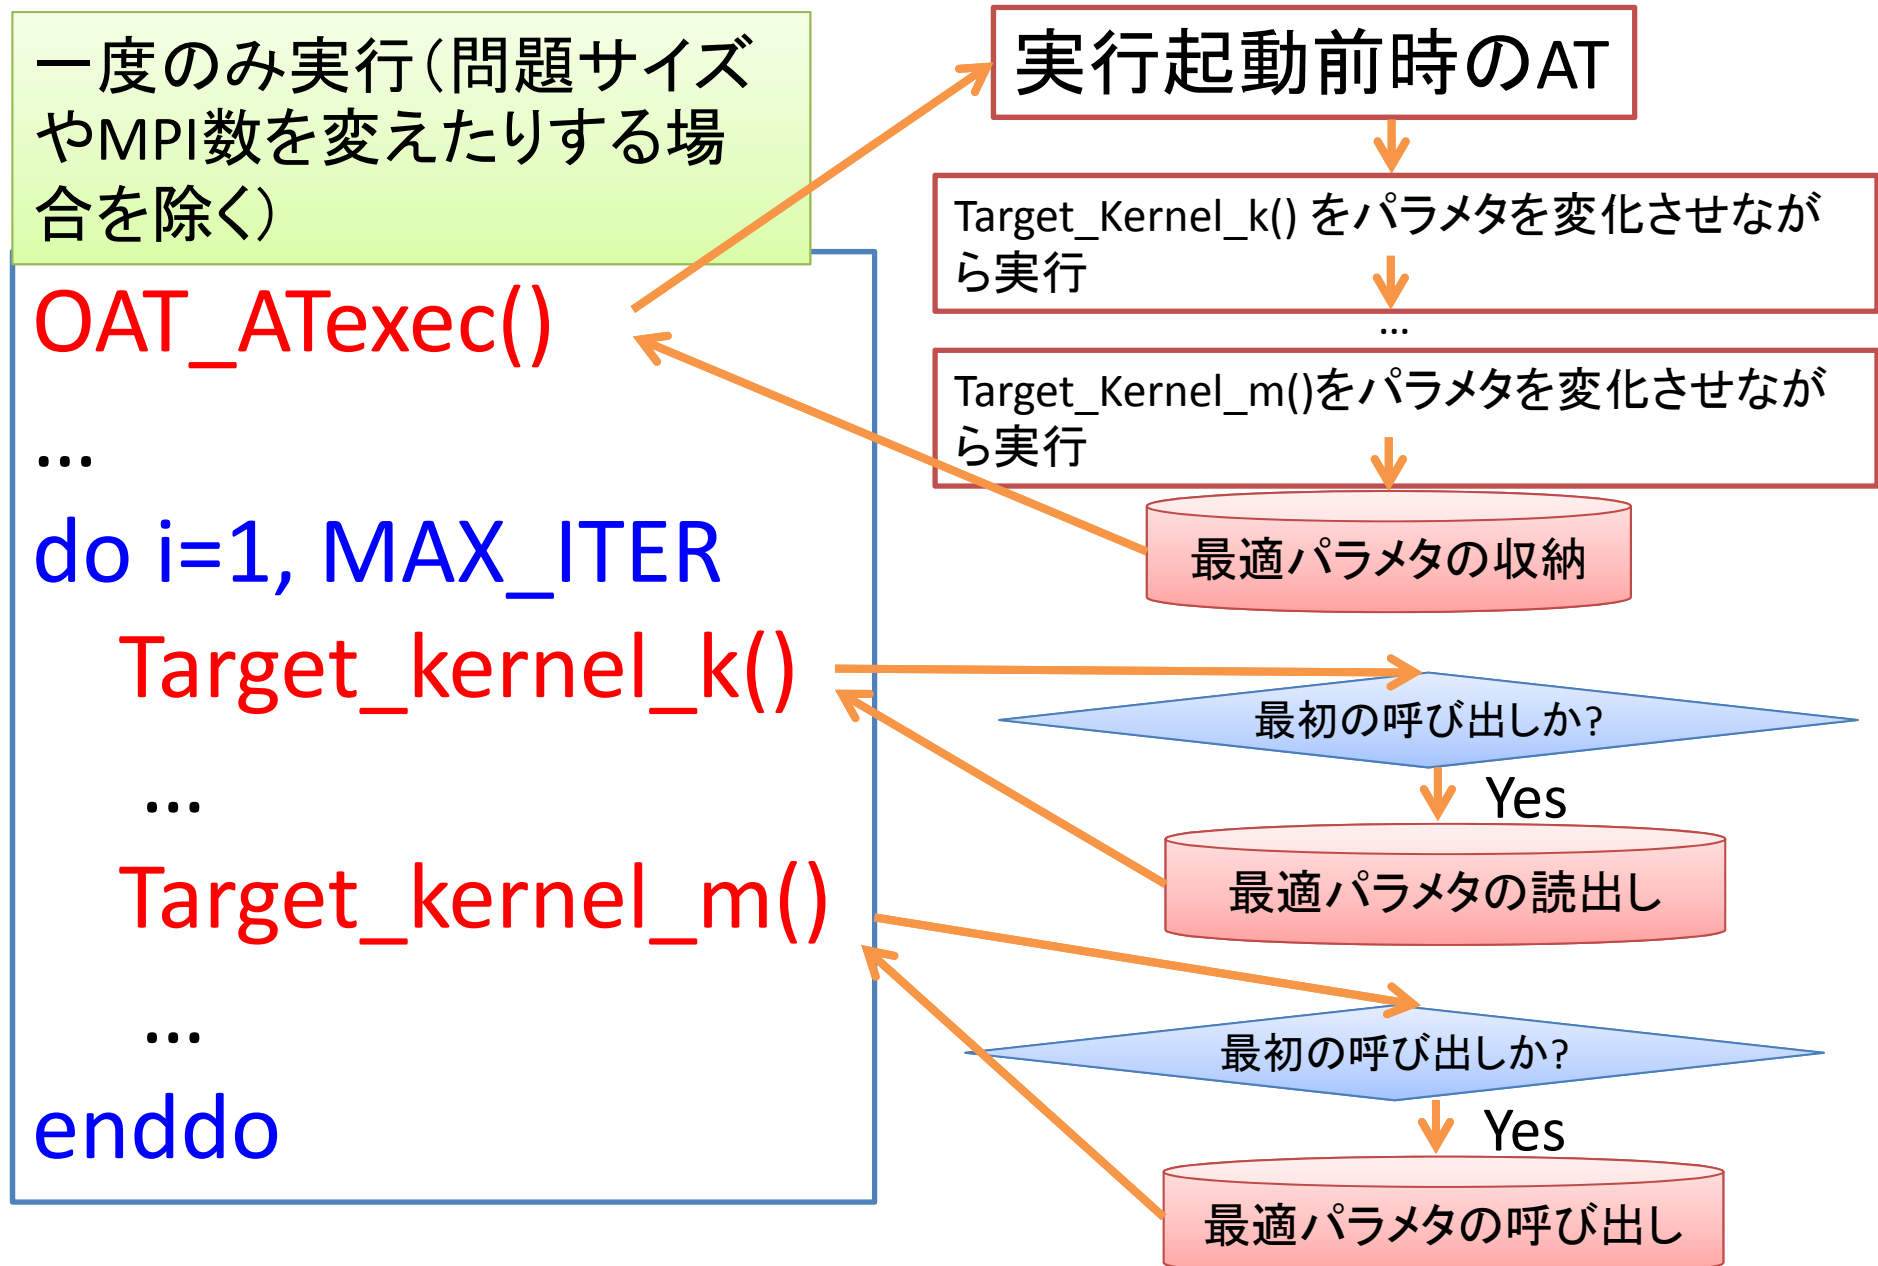 一度のみ実行(問題サイズ
やMPI数を変えたりする場
合を除く)
OAT_ATexec()
...
do i=1, MAX_ITER
Target_kernel_k()
...
Target_kernel_m()
...
enddo
実行起動前時のAT
Target_Kernel_k() をパラメタを変化させなが
ら実行
...
Target_Kernel_m()をパラメタを変化させなが
ら実行
最適パラメタの収納
最初の呼び出しか?
Yes
最適パラメタの読出し
最初の呼び出しか?
Yes
最適パラメタの呼び出し